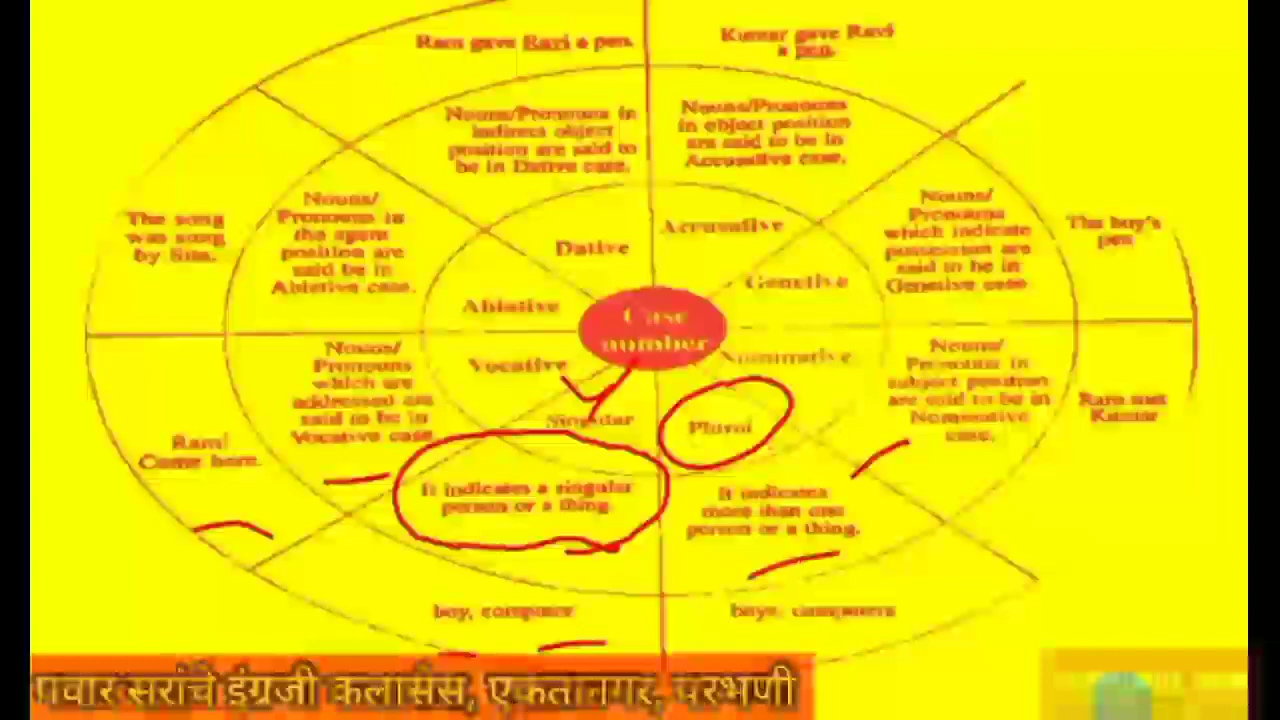 Ram gave Ravi a pen.
Kumar gave Ravi
a pen.
Nouns/Pronouns in
indirect object
position are said to
be in Dative case.
Nouns/Pronouns
in object position
are said to be in
Accusative case.
The song
was sung
by Sita.
Nouns/
Pronouns in
the agent
position are
said be in
Ablative case.
Dative
Accusative
Nouns/
Pronouns
which indicate
possession are
said to be in
Genetive case
The boy's
pen
Ablative
Genetive
Case
number
Vocative
Nominative
Nouns/
Pronouns
which are
addressed are
said to be in
Vocative case
Nouns/
Pronouns in
subject position
are said to be in
Nominative
case.
Ram met
Kumar
Singular
Plural
Ram!
Come here.
It indicates a singular
person or a thing.
It indicates
more than one
person or a thing.
boy, computer
boys, computers
पवार सरांचे इंग्रजी क्लासेस, एकतानगर, परभणी